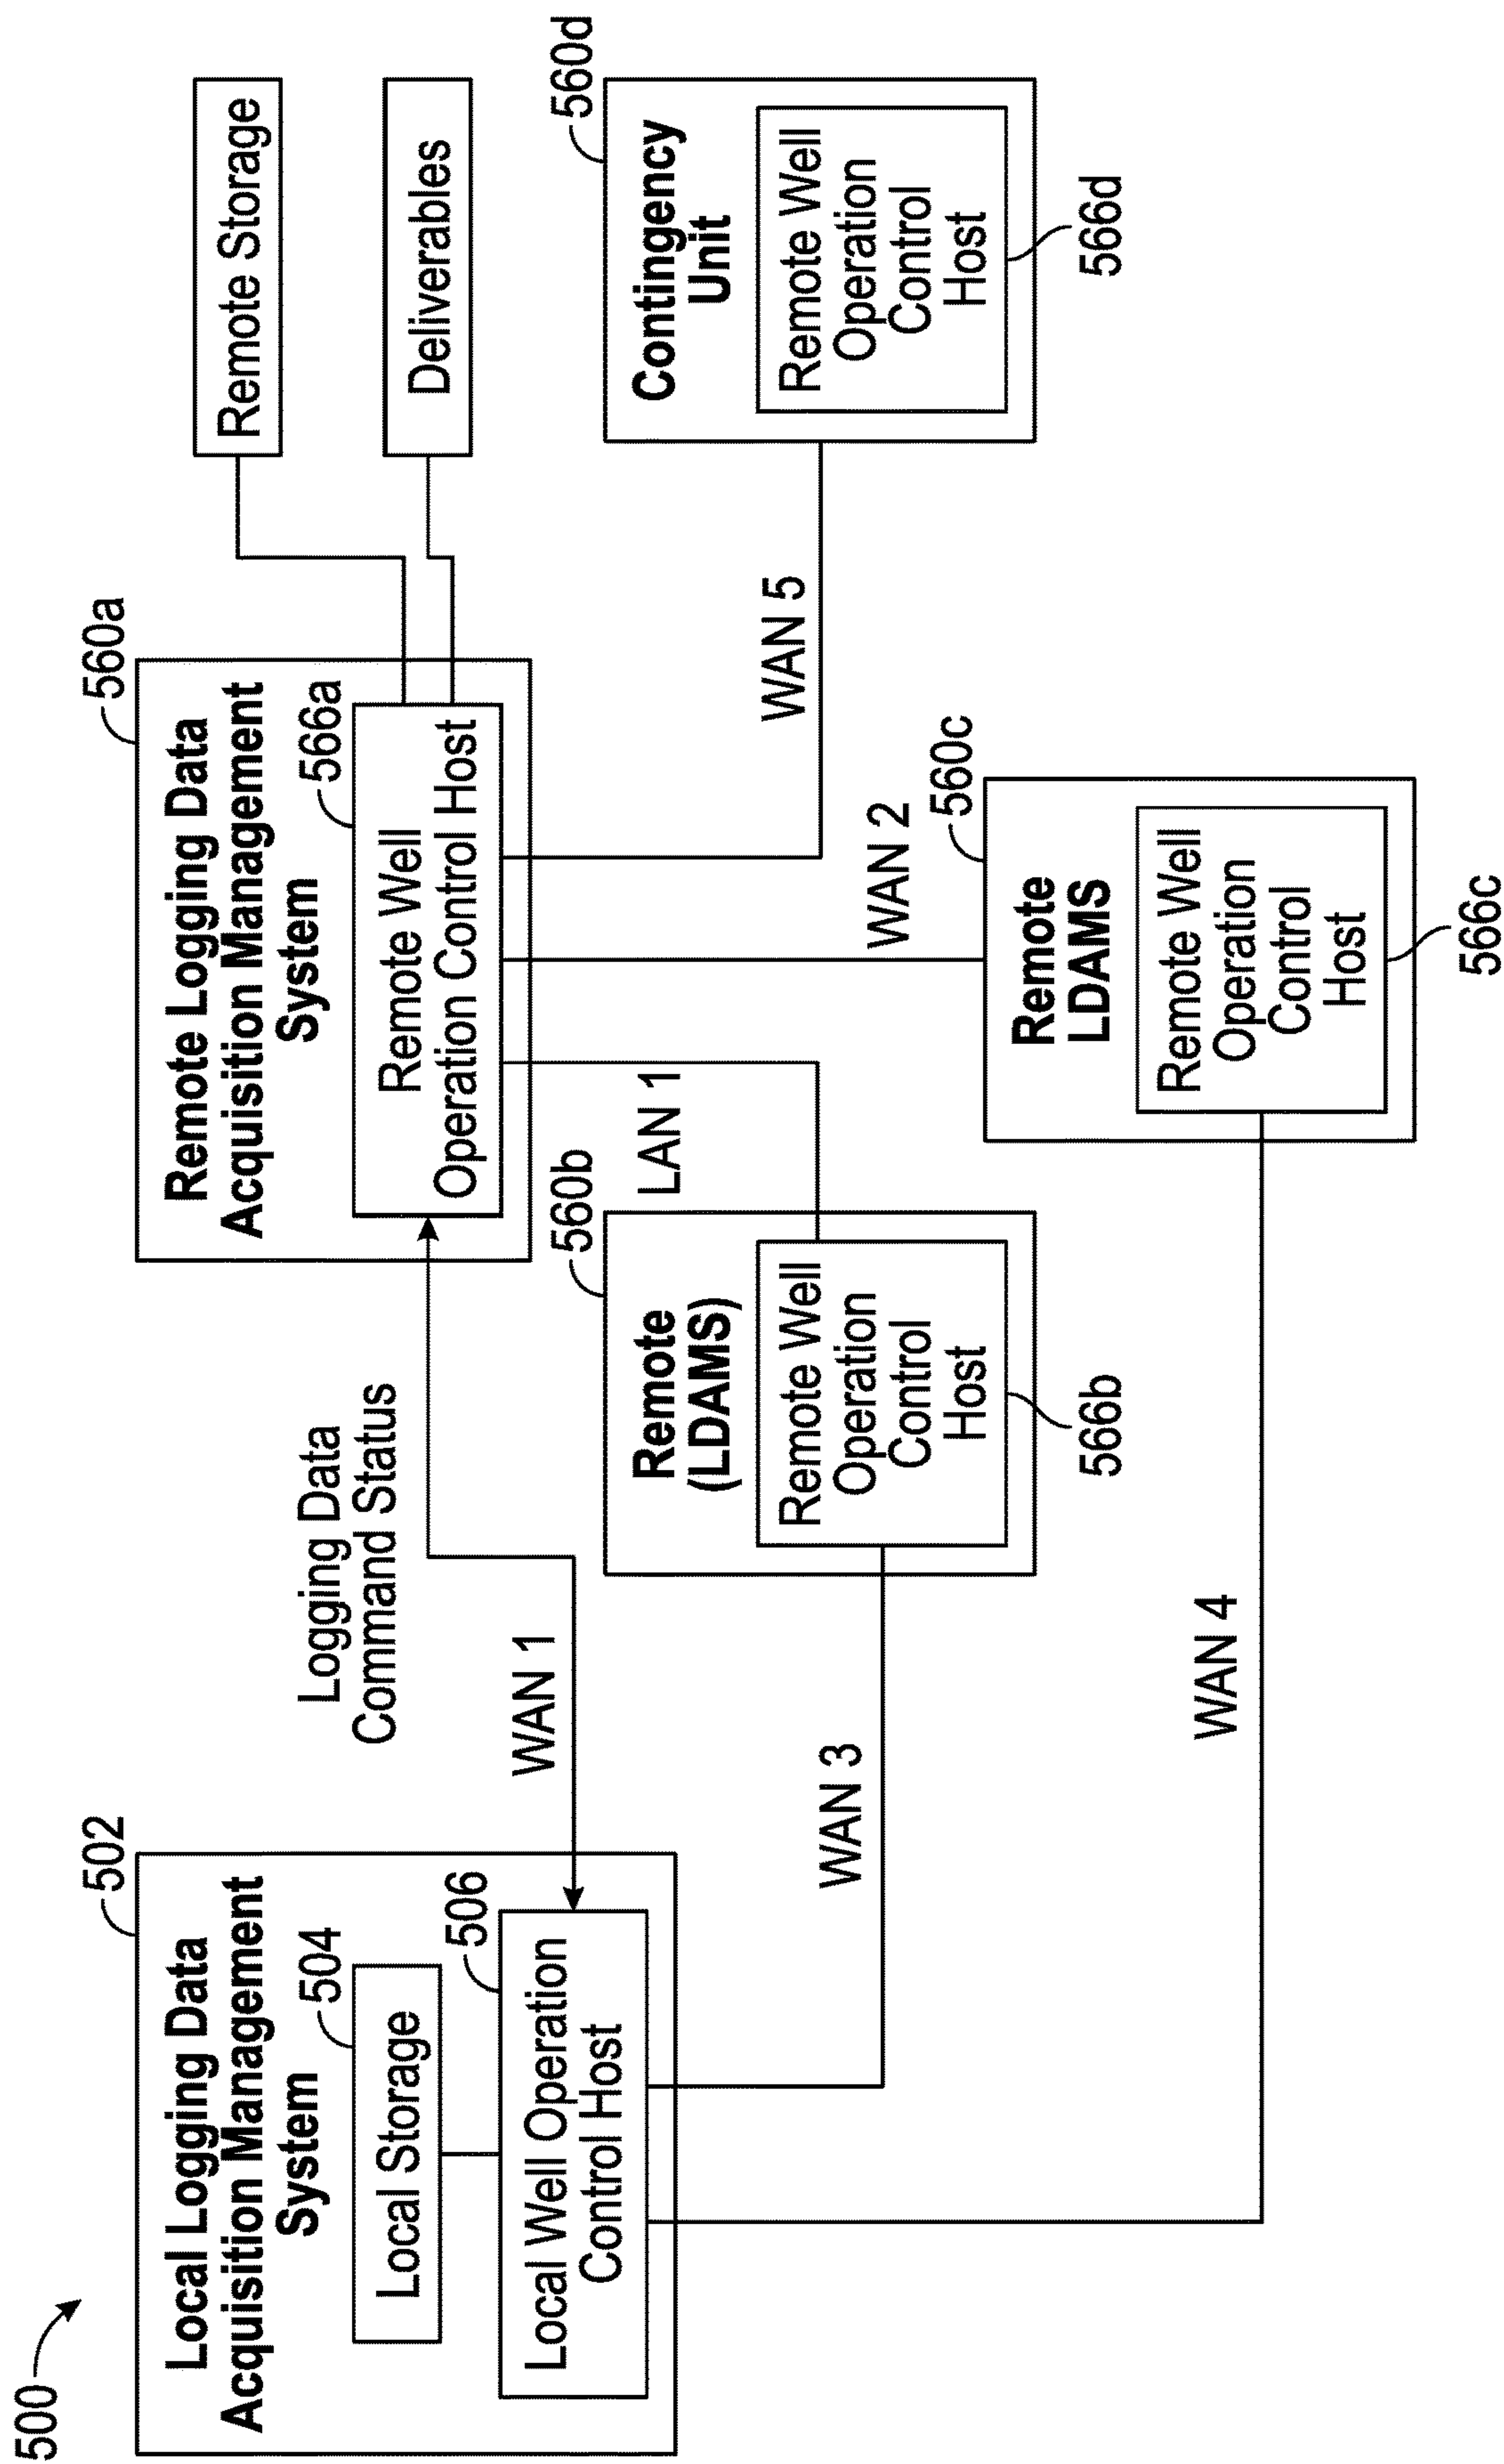 500
502
Local Logging Data
Acquisition Management
System
504
Local Storage
506
Local Well Operation
Control Host
Logging Data
Command Status
WAN 1
WAN 3
WAN 4
560a
Remote Logging Data
Acquisition Management
System
566a
Remote Well
Operation Control Host
Remote Storage
Deliverables
LAN 1
WAN 2
WAN 5
560b
Remote
(LDAMS)
Remote Well
Operation
Control
Host
566b
560c
Remote
LDAMS
Remote Well
Operation
Control
Host
566c
560d
Contingency
Unit
Remote Well
Operation
Control
Host
566d